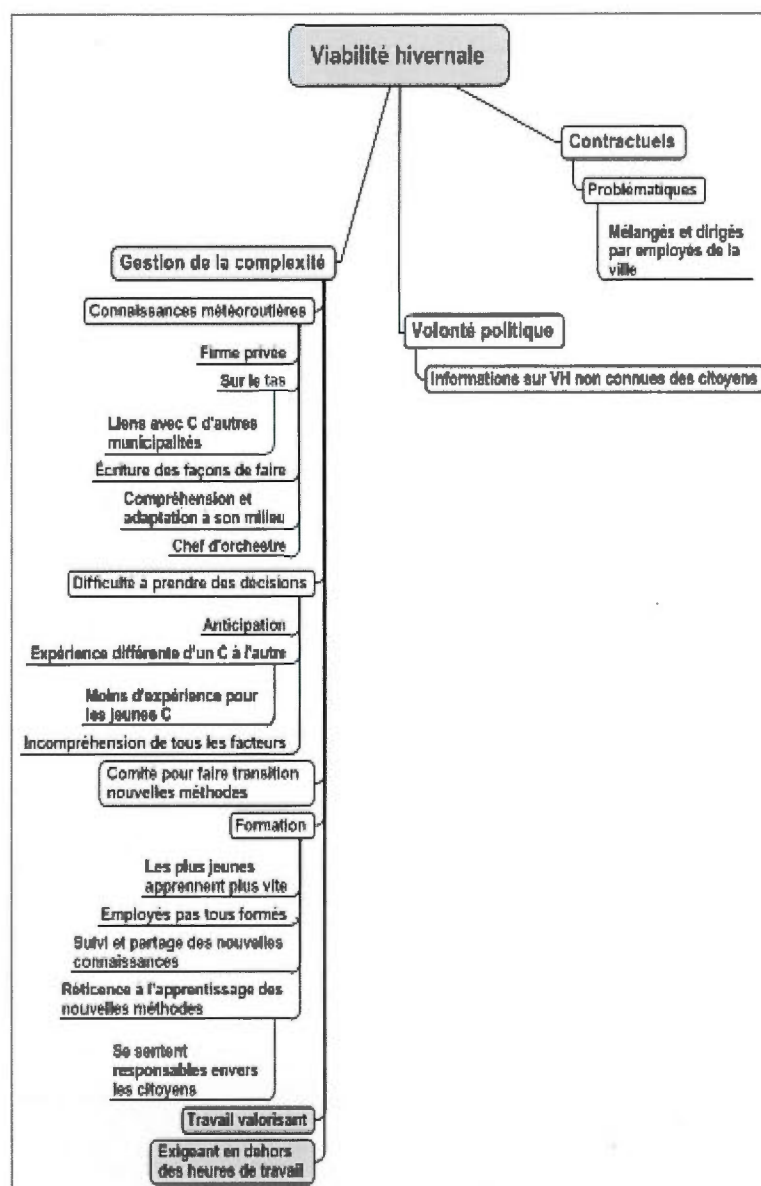 Viabilité hivernale
Contractuels
Problématiques
Mélangés et dirigés
par employés de la
ville
Gestion de la complexité
Connaissances météoroutières
Firme privée
Sur le tas
Liens avec C d'autres
municipalités
Écriture des façons de faire
Compréhension et
adaptation à son milieu
Chef d'orchestre
Volonté politique
Informations sur VH non connues des citoyens
Difficulté à prendre des décisions
Anticipation
Expérience différente d'un C à l'autre
Moins d'expérience pour
les jeunes C
Incompréhension de tous les facteurs
Comité pour faire transition
nouvelles méthodes
Formation
Les plus jeunes
apprennent plus vite
Employés pas tous formés
Suivi et partage des nouvelles
connaissances
Réticence à l'apprentissage des
nouvelles méthodes
Se sentent
responsables envers
les citoyens
Travail valorisant
Exigeant en dehors
des heures de travail